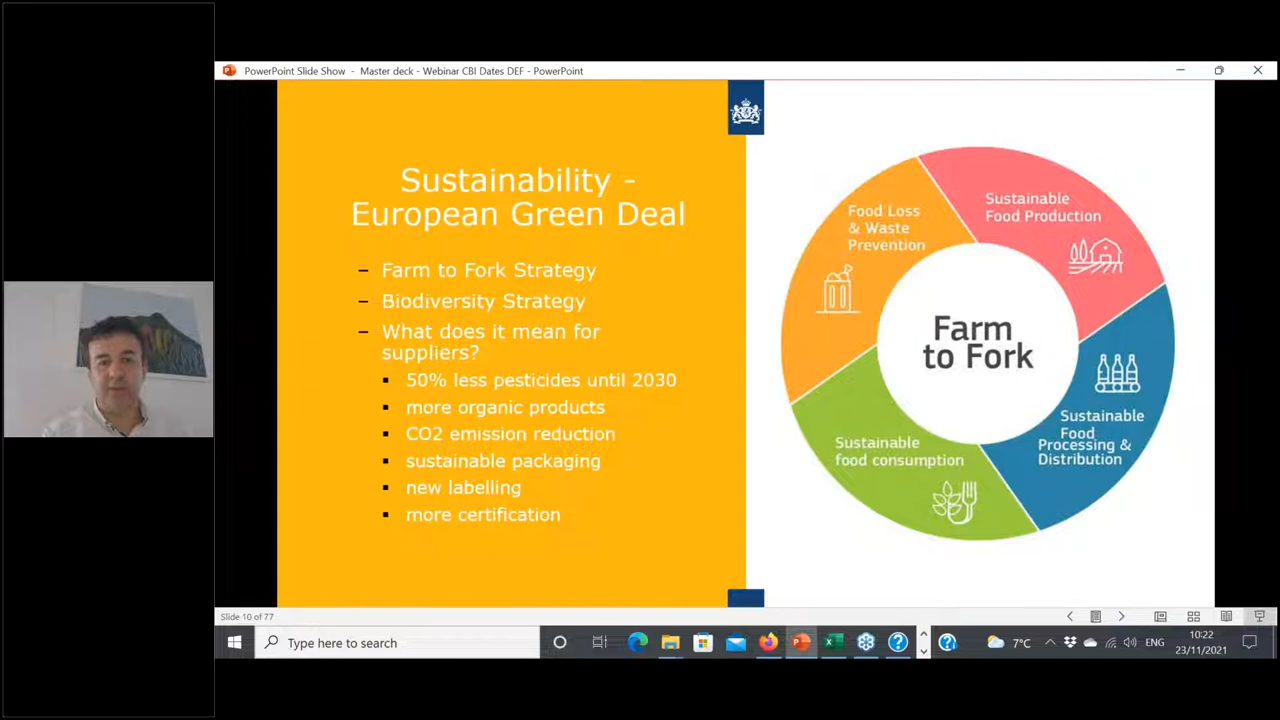 PowerPoint Slide Show - Master deck - Webinar CBI Dates DEF - PowerPoint
Sustainability -
European Green Deal
– Farm to Fork Strategy
– Biodiversity Strategy
– What does it mean for
suppliers?
▪ 50% less pesticides until 2030
▪ more organic products
▪ CO2 emission reduction
▪ sustainable packaging
▪ new labelling
▪ more certification
Food Loss
& Waste
Prevention
Sustainable
Food Production
Farm
to Fork
Sustainable
Food
Processing &
Distribution
Sustainable
food consumption
Slide 10 of 77
Type here to search
7°C
ENG
10:22
23/11/2021